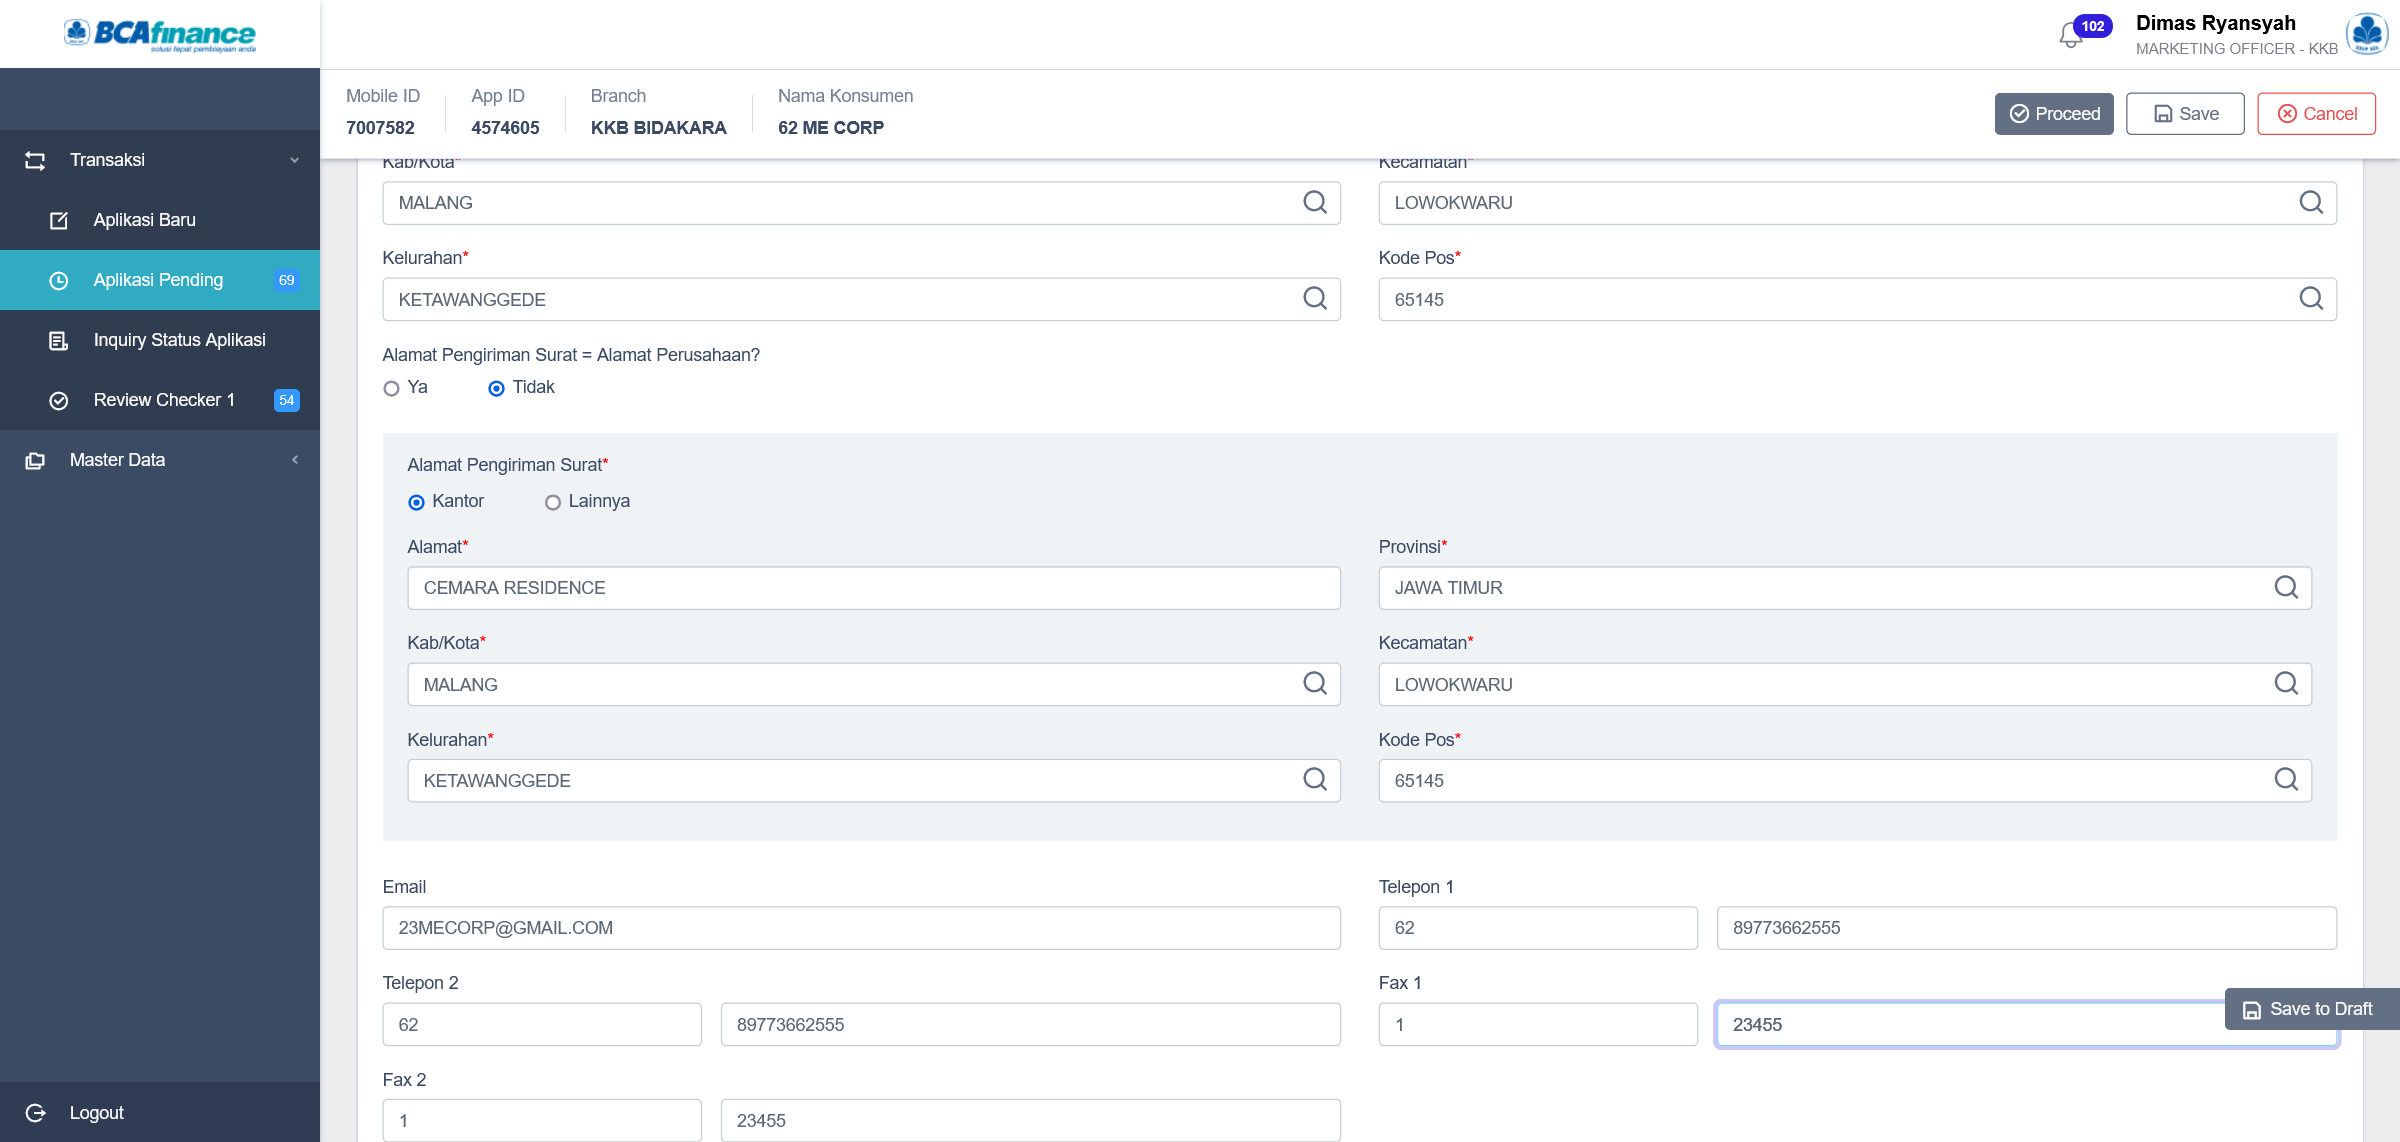 BCAfinance
solusi tepat pembiayaan anda
102
Dimas Ryansyah
MARKETING OFFICER - KKB
Mobile ID
7007582
App ID
4574605
Branch
KKB BIDAKARA
Nama Konsumen
62 ME CORP
Proceed
Save
Cancel
Transaksi
Aplikasi Baru
Aplikasi Pending 69
Inquiry Status Aplikasi
Review Checker 1 54
Master Data
Logout
Kab/Kota*
MALANG
Kecamatan*
LOWOKWARU
Kelurahan*
KETAWANGGEDE
Kode Pos*
65145
Alamat Pengiriman Surat = Alamat Perusahaan?
Ya Tidak
Alamat Pengiriman Surat*
Kantor Lainnya
Alamat*
CEMARA RESIDENCE
Provinsi*
JAWA TIMUR
Kab/Kota*
MALANG
Kecamatan*
LOWOKWARU
Kelurahan*
KETAWANGGEDE
Kode Pos*
65145
Email
23MECORP@GMAIL.COM
Telepon 1
62 89773662555
Telepon 2
62 89773662555
Fax 1
1 23455
Save to Draft
Fax 2
1 23455